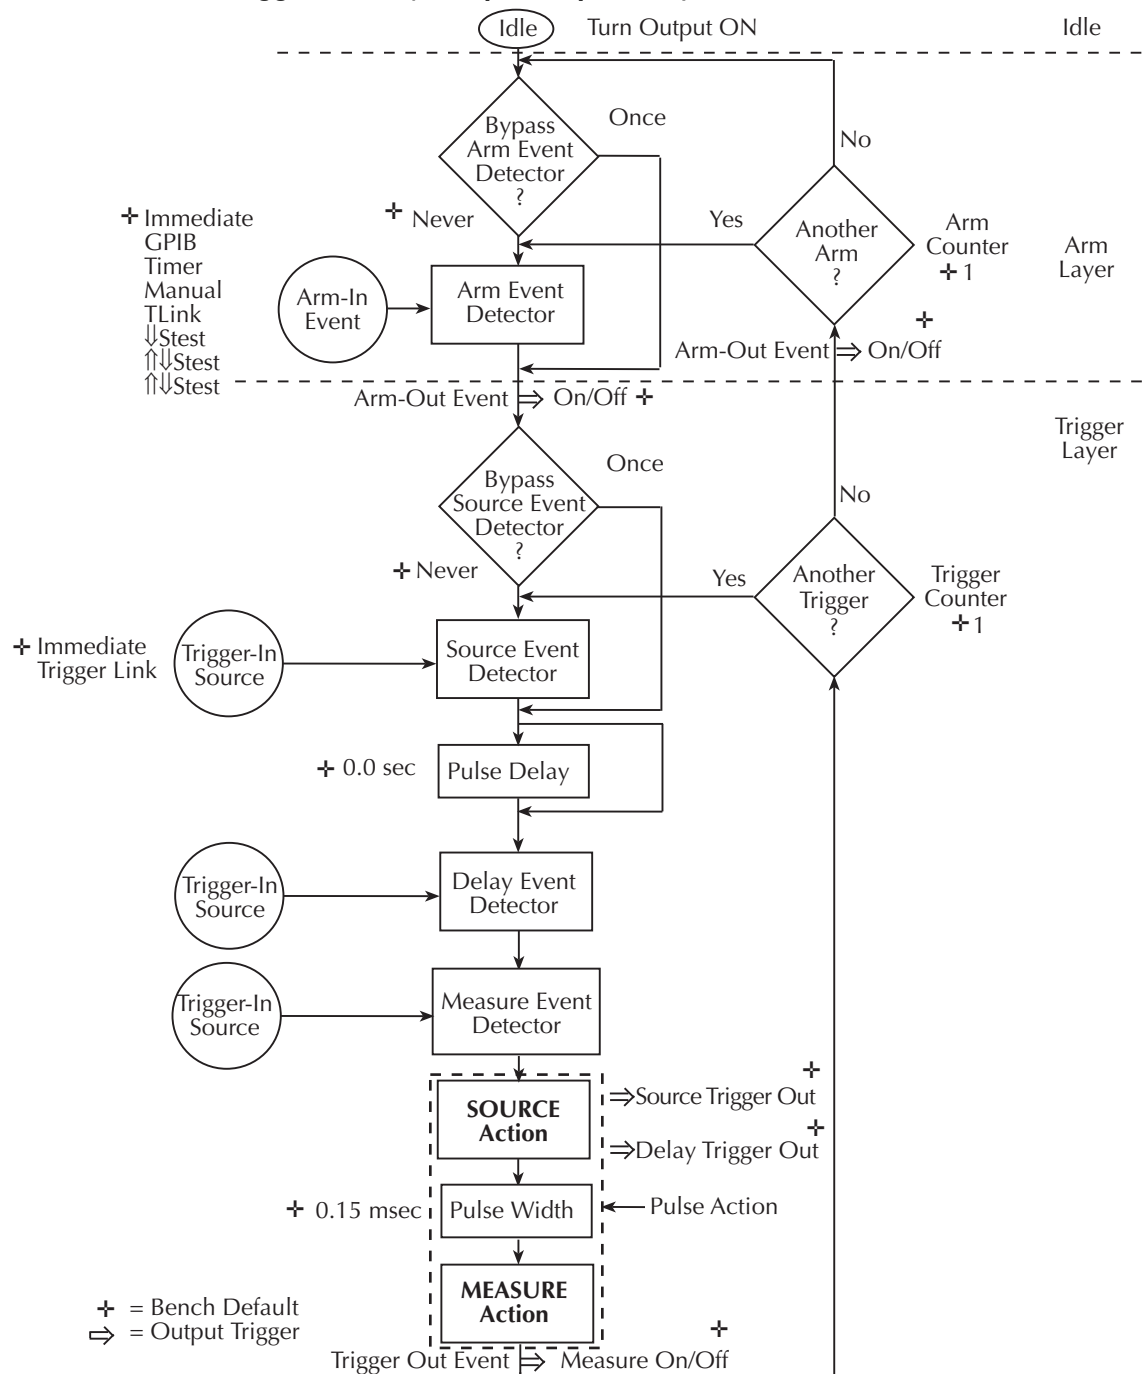 Idle
Turn Output ON
Idle
Bypass
Arm Event
Detector
?
Once
No
✛ Never
Yes
Another
Arm
?
Arm
Counter
✛ 1
Arm
Layer
✛ Immediate
GPIB
Timer
Manual
TLink
⇓Stest
⇑⇓Stest
⇑⇓Stest
Arm-In
Event
Arm Event
Detector
✛
Arm-Out Event ⇒ On/Off
Arm-Out Event ⇒ On/Off ✛
Trigger
Layer
Bypass
Source Event
Detector
?
Once
No
✛ Never
Yes
Another
Trigger
?
Trigger
Counter
✛ 1
✛ Immediate
Trigger Link
Trigger-In
Source
Source Event
Detector
✛ 0.0 sec
Pulse Delay
Trigger-In
Source
Delay Event
Detector
Trigger-In
Source
Measure Event
Detector
SOURCE
Action
✛
⇒Source Trigger Out
✛
⇒Delay Trigger Out
✛ 0.15 msec
Pulse Width
Pulse Action
MEASURE
Action
✛ = Bench Default
⇒ = Output Trigger
✛
Trigger Out Event ⇒ Measure On/Off